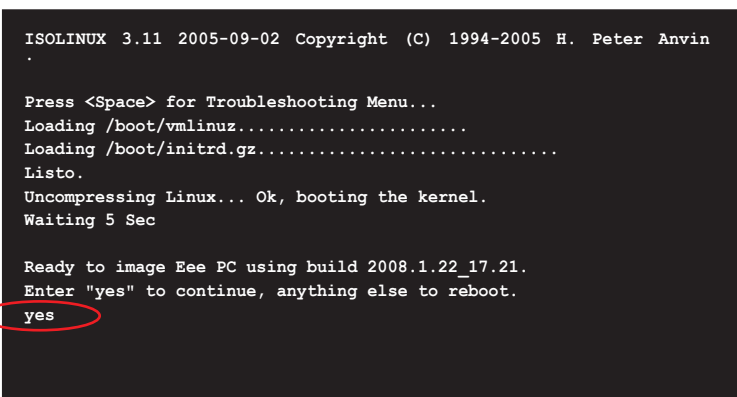 ISOLINUX 3.11 2005-09-02 Copyright (C) 1994-2005 H. Peter Anvin
.
Press <Space> for Troubleshooting Menu...
Loading /boot/vmlinuz.......................
Loading /boot/initrd.gz..............................
Listo.
Uncompressing Linux... Ok, booting the kernel.
Waiting 5 Sec
Ready to image Eee PC using build 2008.1.22_17.21.
Enter "yes" to continue, anything else to reboot.
yes